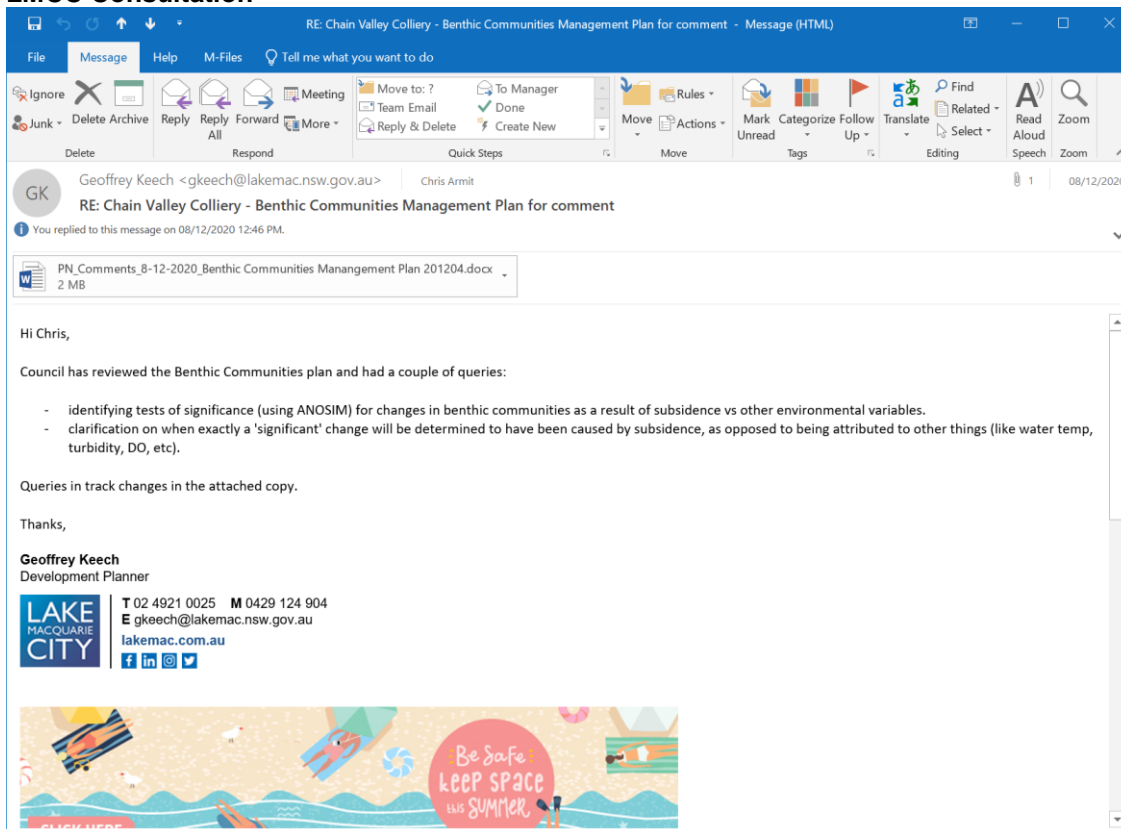 LMCC Consultation
RE: Chain Valley Colliery - Benthic Communities Management Plan for comment - Message (HTML)
File Message Help M-Files Tell me what you want to do
Ignore
Junk
Delete Archive
Reply Reply All Forward
Meeting
More
Move to: ?
Team Email
Reply & Delete
To Manager
Done
Create New
Move
Rules
Actions
Mark Unread
Categorize
Follow Up
Translate
Find
Related
Select
Read Aloud
Zoom
Delete Respond Quick Steps Move Tags Editing Speech Zoom
GK
Geoffrey Keech <gkeech@lakemac.nsw.gov.au> Chris Armit
1 08/12/2020
RE: Chain Valley Colliery - Benthic Communities Management Plan for comment
You replied to this message on 08/12/2020 12:46 PM.
PN_Comments_8-12-2020_Benthic Communities Manangement Plan 201204.docx
2 MB
Hi Chris,
Council has reviewed the Benthic Communities plan and had a couple of queries:
- identifying tests of significance (using ANOSIM) for changes in benthic communities as a result of subsidence vs other environmental variables.
- clarification on when exactly a 'significant' change will be determined to have been caused by subsidence, as opposed to being attributed to other things (like water temp,
turbidity, DO, etc).
Queries in track changes in the attached copy.
Thanks,
Geoffrey Keech
Development Planner
LAKE
MACQUARIE
CITY
T 02 4921 0025 M 0429 124 904
E gkeech@lakemac.nsw.gov.au
lakemac.com.au
Be Safe
KEEP SPACE
this SUMMER
CLICK HERE